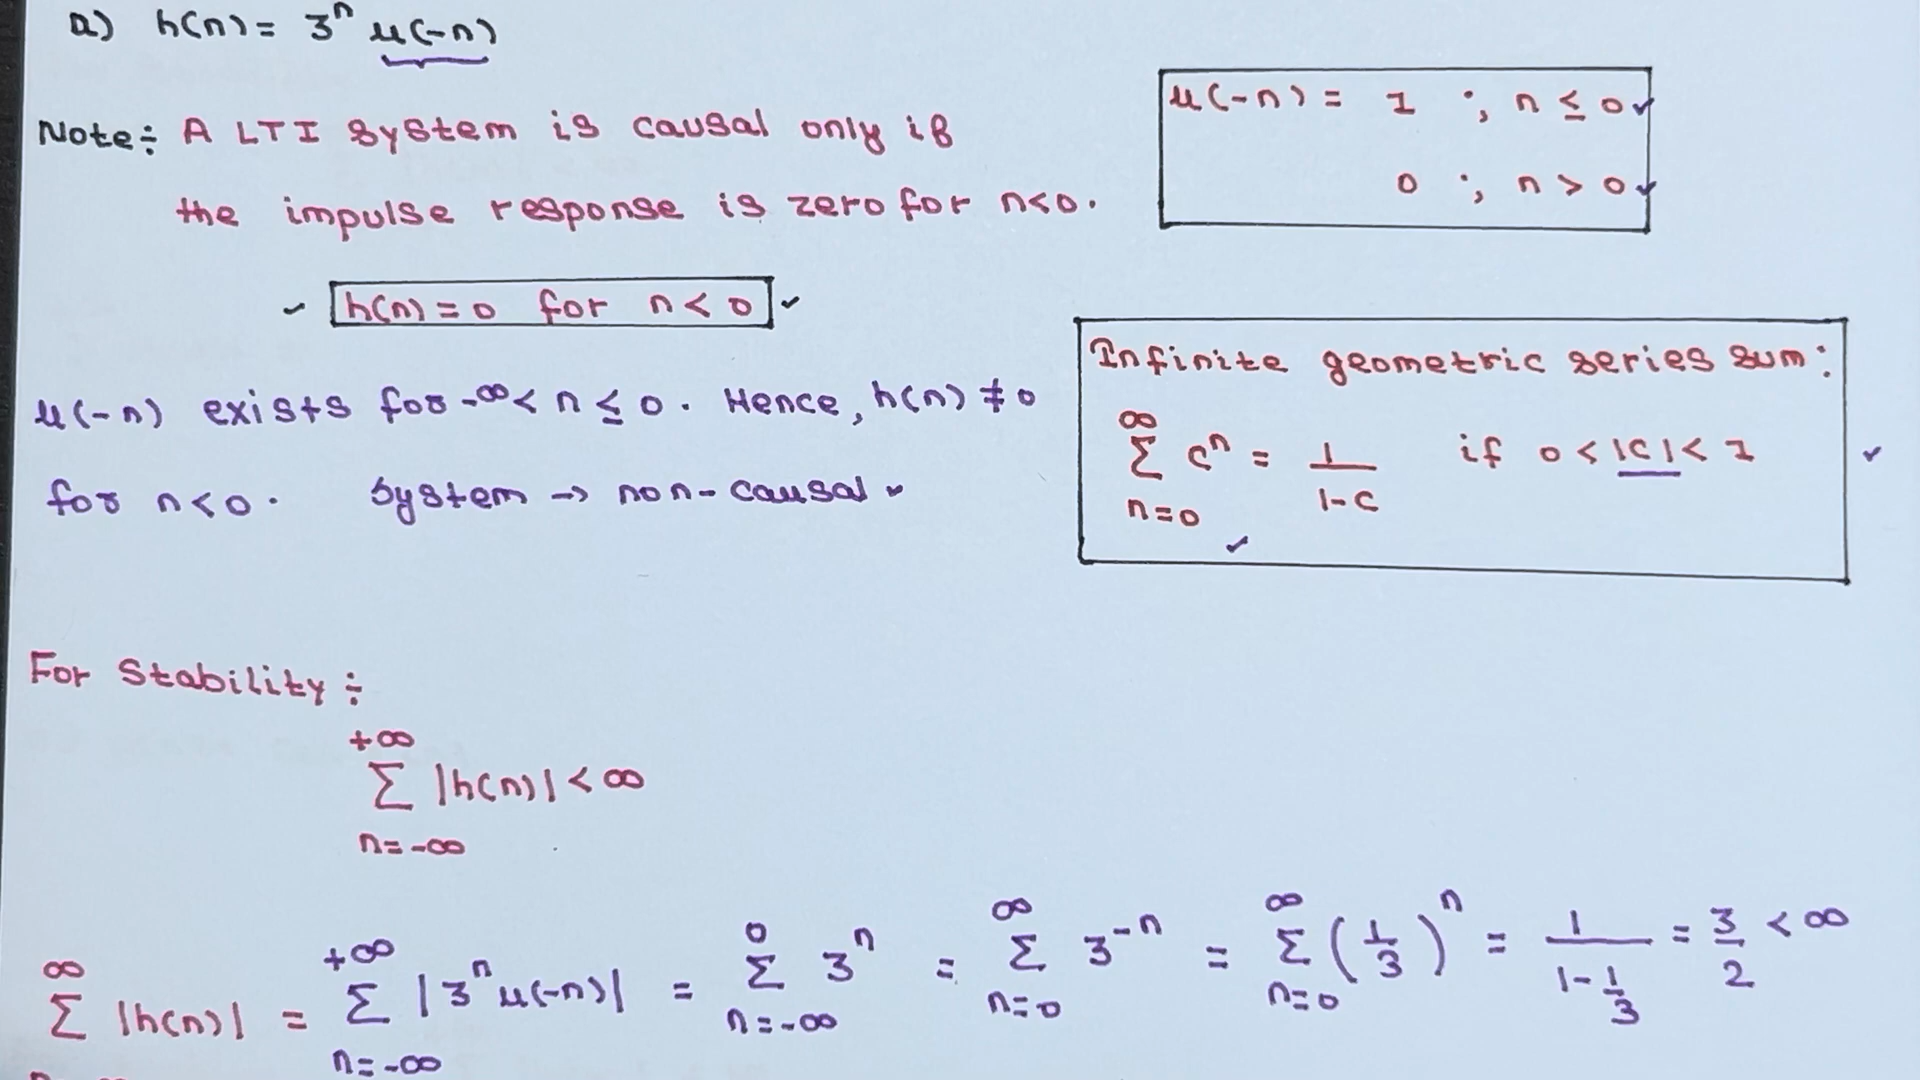 a) h(n) = 3ⁿ u(-n)
Note÷ A LTI system is causal only if
the impulse response is zero for n<0.
h(n) = 0 for n < 0
u(-n) exists for -∞ < n ≤ 0. Hence, h(n) ≠ 0
for n<0. System → non-causal
u(-n) = 1 ; n ≤ 0
0 ; n > 0
Infinite geometric series sum:
∞
Σ cⁿ = 1/(1-c) if 0 < |c| < 1
n=0
For Stability ÷
+∞
Σ |h(n)| < ∞
n=-∞
∞ +∞ 0 ∞ ∞
Σ |h(n)| = Σ |3ⁿ u(-n)| = Σ 3ⁿ = Σ 3⁻ⁿ = Σ (1/3)ⁿ = 1/(1-1/3) = 3/2 < ∞
n=-∞ n=-∞ n=0 n=0